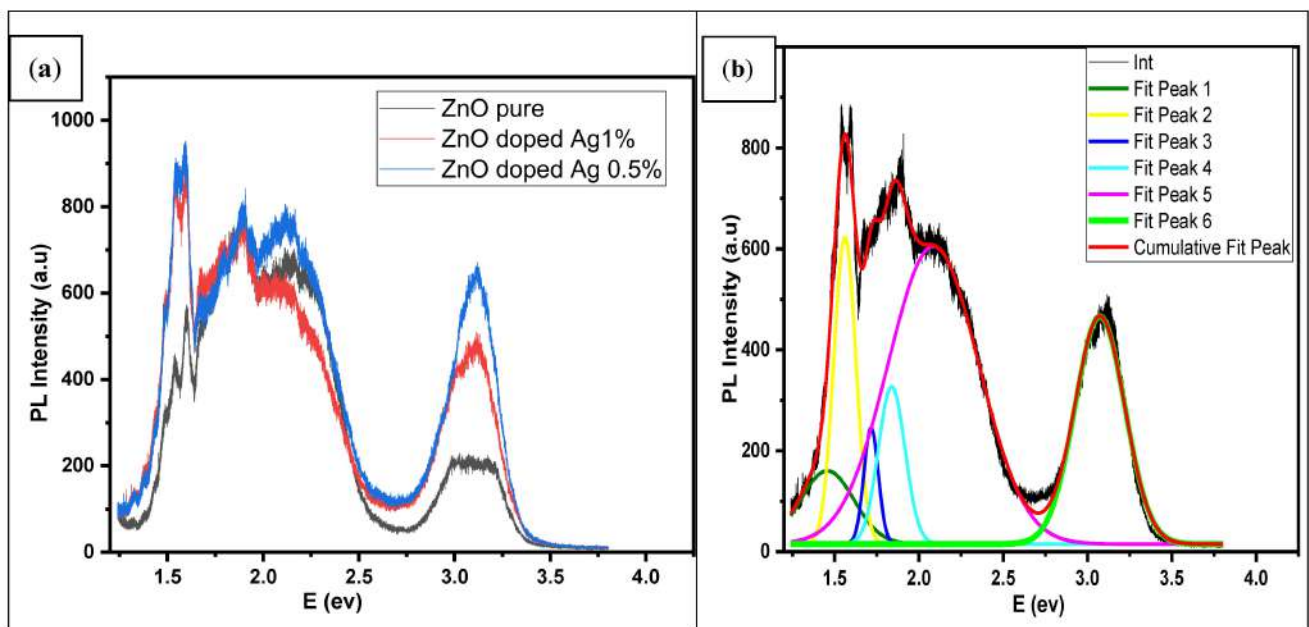 (a)
ZnO pure
ZnO doped Ag1%
ZnO doped Ag 0.5%
PL Intensity (a.u)
1000
800
600
400
200
0
1.5 2.0 2.5 3.0 3.5 4.0
E (ev)
(b)
Int
Fit Peak 1
Fit Peak 2
Fit Peak 3
Fit Peak 4
Fit Peak 5
Fit Peak 6
Cumulative Fit Peak
PL Intensity (a.u)
800
600
400
200
0
1.5 2.0 2.5 3.0 3.5 4.0
E (ev)